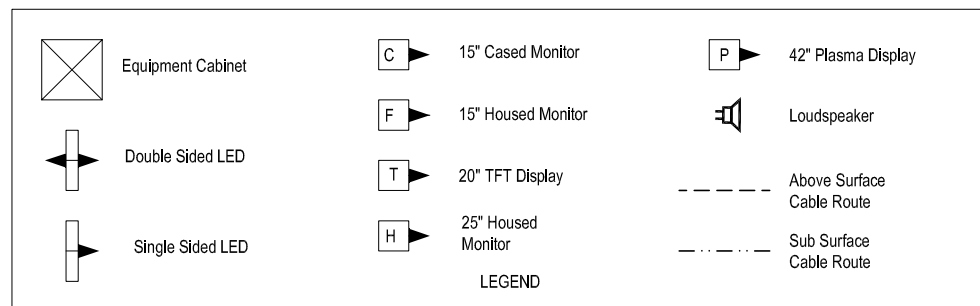 Equipment Cabinet
Double Sided LED
Single Sided LED
C
15" Cased Monitor
F
15" Housed Monitor
T
20" TFT Display
H
25" Housed
Monitor
LEGEND
P
42" Plasma Display
Loudspeaker
Above Surface
Cable Route
Sub Surface
Cable Route